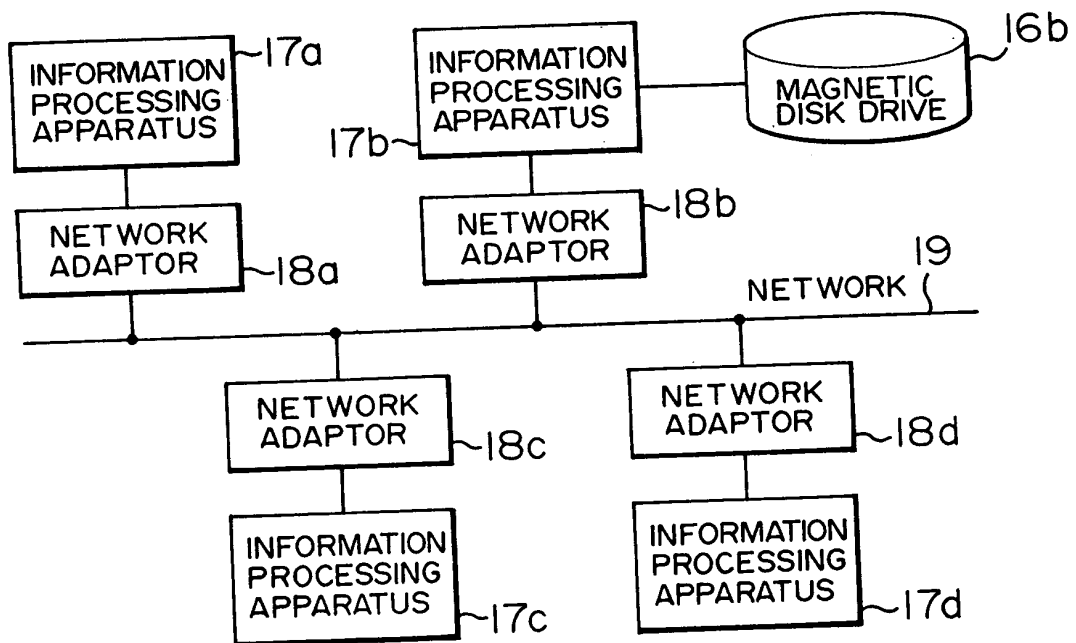 INFORMATION
PROCESSING
APPARATUS
17a
INFORMATION
PROCESSING
APPARATUS
17b
MAGNETIC
DISK DRIVE
16b
NETWORK
ADAPTOR
18a
NETWORK
ADAPTOR
18b
NETWORK
19
NETWORK
ADAPTOR
18c
NETWORK
ADAPTOR
18d
INFORMATION
PROCESSING
APPARATUS
17c
INFORMATION
PROCESSING
APPARATUS
17d